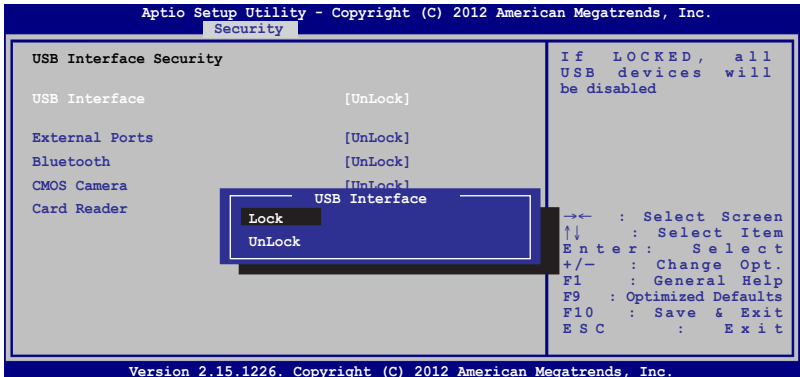 Aptio Setup Utility - Copyright (C) 2012 American Megatrends, Inc.
Security
USB Interface Security
USB Interface [UnLock]
External Ports [UnLock]
Bluetooth [UnLock]
CMOS Camera [UnLock]
Card Reader
USB Interface
Lock
UnLock
If LOCKED, all
USB devices will
be disabled
→← : Select Screen
↑↓ : Select Item
Enter: Select
+/— : Change Opt.
F1 : General Help
F9 : Optimized Defaults
F10 : Save & Exit
ESC : Exit
Version 2.15.1226. Copyright (C) 2012 American Megatrends, Inc.